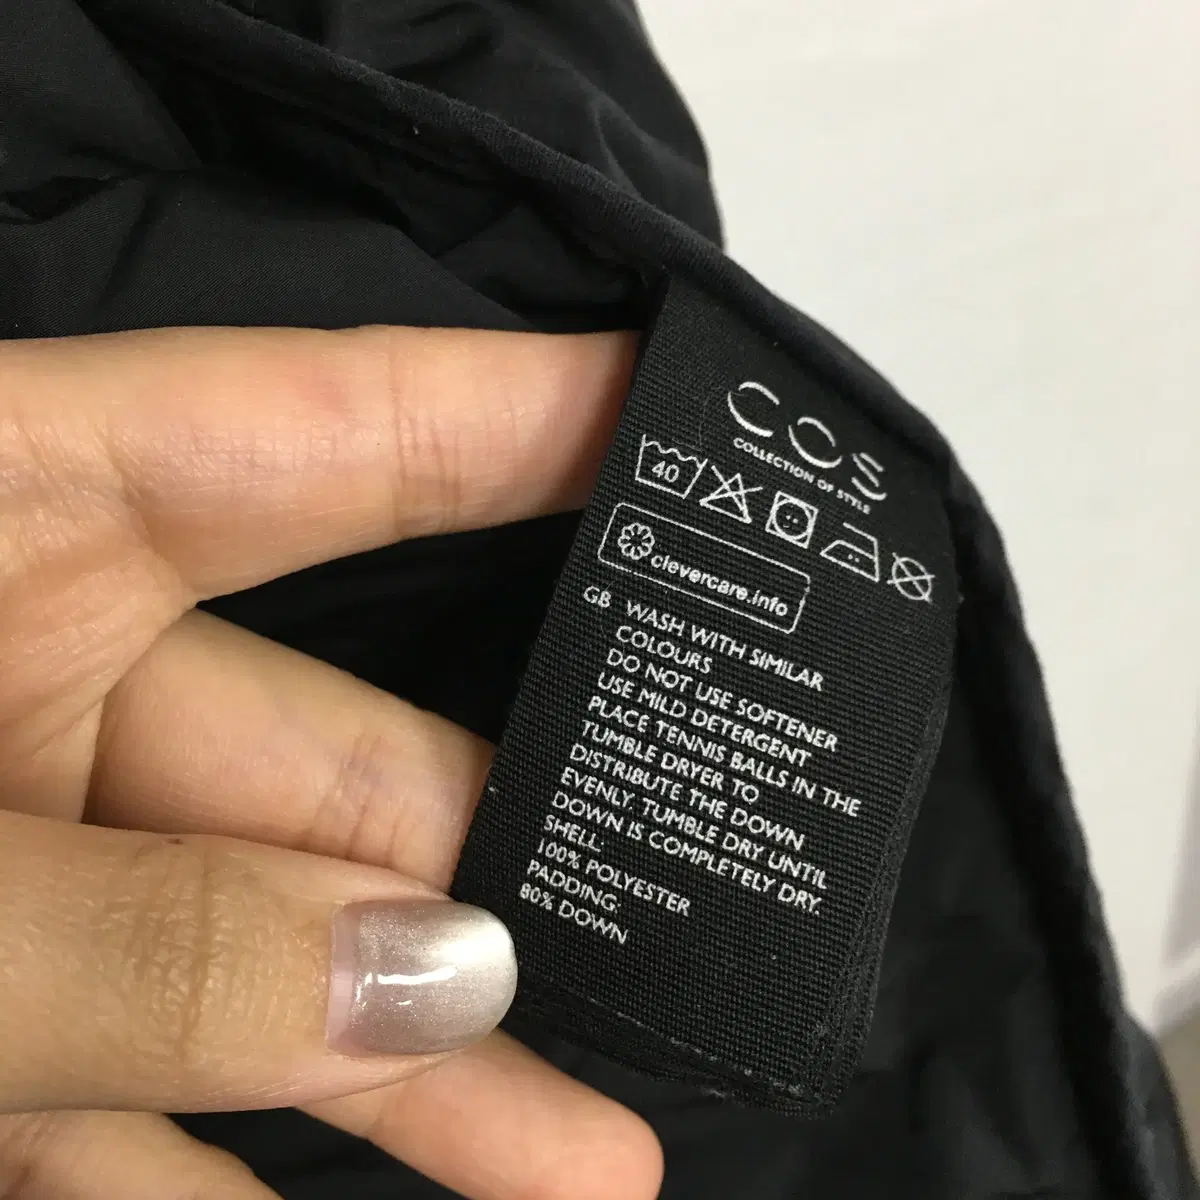 COS
COLLECTION OF STYLE
40
clevercare.info
GB WASH WITH SIMILAR
COLOURS
DO NOT USE SOFTENER
USE MILD DETERGENT
PLACE TENNIS BALLS IN THE
TUMBLE DRYER TO
DISTRIBUTE THE DOWN
EVENLY. TUMBLE DRY UNTIL
DOWN IS COMPLETELY DRY.
SHELL:
100% POLYESTER
PADDING:
80% DOWN